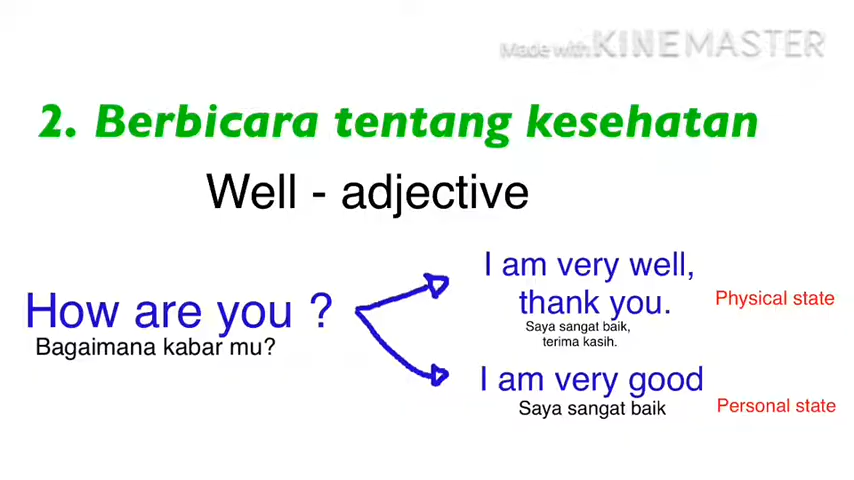 Made with KINEMASTER
2. Berbicara tentang kesehatan
Well - adjective
How are you ?
Bagaimana kabar mu?
I am very well,
thank you.
Saya sangat baik,
terima kasih.
Physical state
I am very good
Saya sangat baik
Personal state